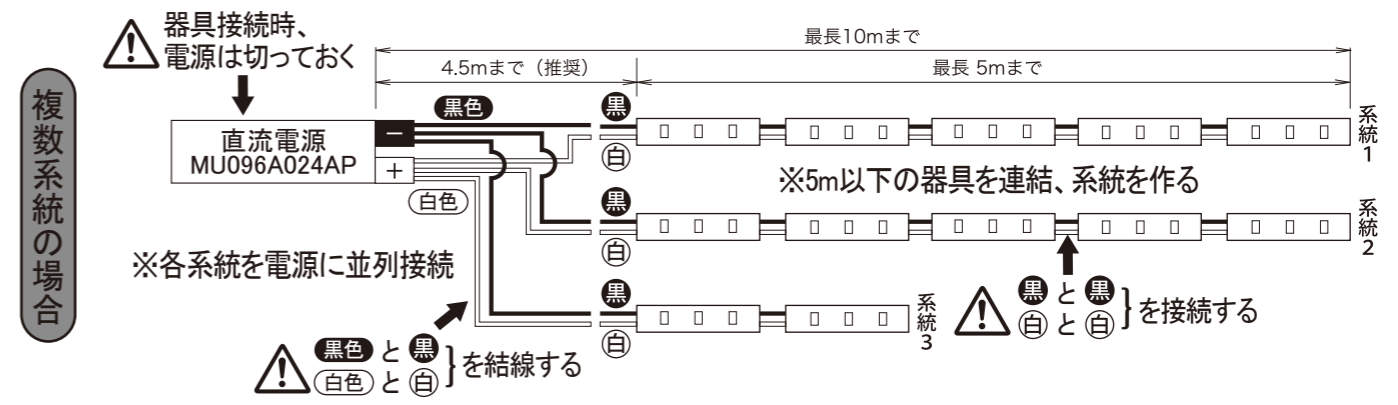 複数系統の場合
器具接続時、
電源は切っておく
最長10mまで
4.5mまで（推奨）
最長 5mまで
直流電源
MU096A024AP
−
+
黒色
白色
黒
白
系統1
※5m以下の器具を連結、系統を作る
黒
白
系統2
※各系統を電源に並列接続
黒
白
系統3
黒と黒
白と白
}を接続する
黒色と黒
白色と白
}を結線する